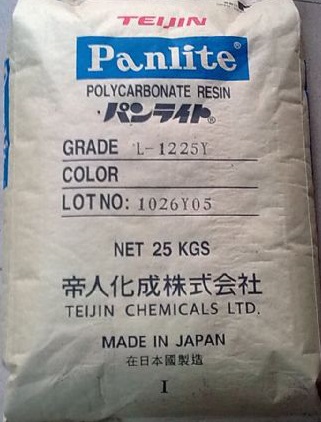 TEIJIN
Panlite®
POLYCARBONATE RESIN
パンライト®
GRADE L-1225Y
COLOR
LOT NO: 1026Y05
NET 25 KGS
帝人化成株式会社
TEIJIN CHEMICALS LTD.
MADE IN JAPAN
在日本國製造
I